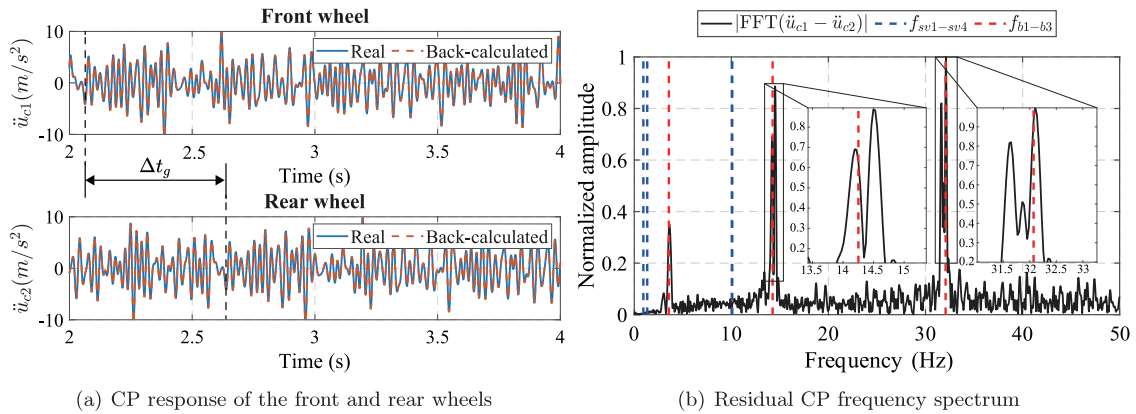 Front wheel
ü_c1(m/s²)
10
0
-10
Real Back-calculated
2 2.5 3 3.5 4
Time (s)
Δt_g
Rear wheel
ü_c2(m/s²)
10
0
-10
Real Back-calculated
2 2.5 3 3.5 4
Time (s)
(a) CP response of the front and rear wheels
|FFT(ü_c1 − ü_c2)| f_sv1−sv4 f_b1−b3
Normalized amplitude
1
0.8
0.6
0.4
0.2
0
0.8
0.7
0.6
0.5
0.4
0.3
0.2
13.5 14 14.5 15
0.9
0.8
0.7
0.6
0.5
0.4
0.3
0.2
31.5 32 32.5 33
0 10 20 30 40 50
Frequency (Hz)
(b) Residual CP frequency spectrum